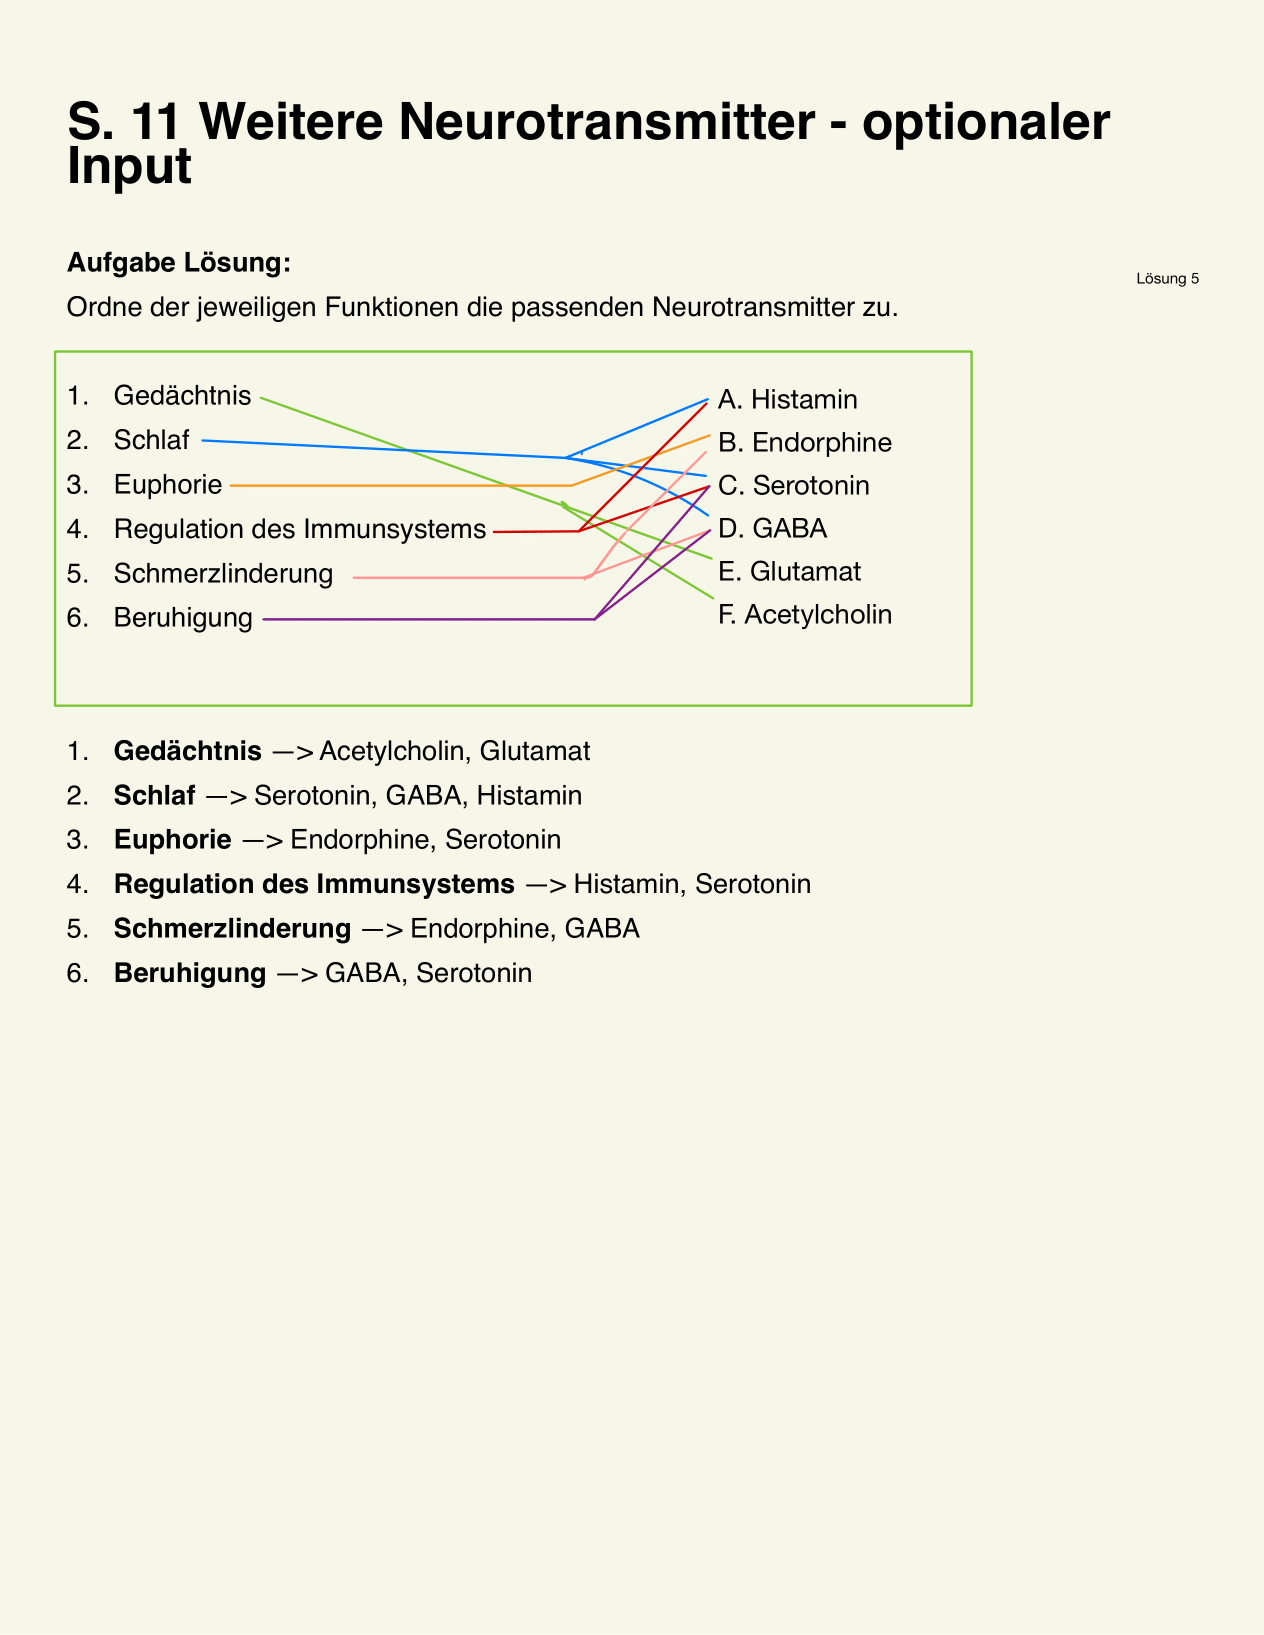 S. 11 Weitere Neurotransmitter - optionaler
Input
Aufgabe Lösung:
Lösung 5
Ordne der jeweiligen Funktionen die passenden Neurotransmitter zu.
1. Gedächtnis
2. Schlaf
3. Euphorie
4. Regulation des Immunsystems
5. Schmerzlinderung
6. Beruhigung
A. Histamin
B. Endorphine
C. Serotonin
D. GABA
E. Glutamat
F. Acetylcholin
1. Gedächtnis —> Acetylcholin, Glutamat
2. Schlaf —> Serotonin, GABA, Histamin
3. Euphorie —> Endorphine, Serotonin
4. Regulation des Immunsystems —> Histamin, Serotonin
5. Schmerzlinderung —> Endorphine, GABA
6. Beruhigung —> GABA, Serotonin